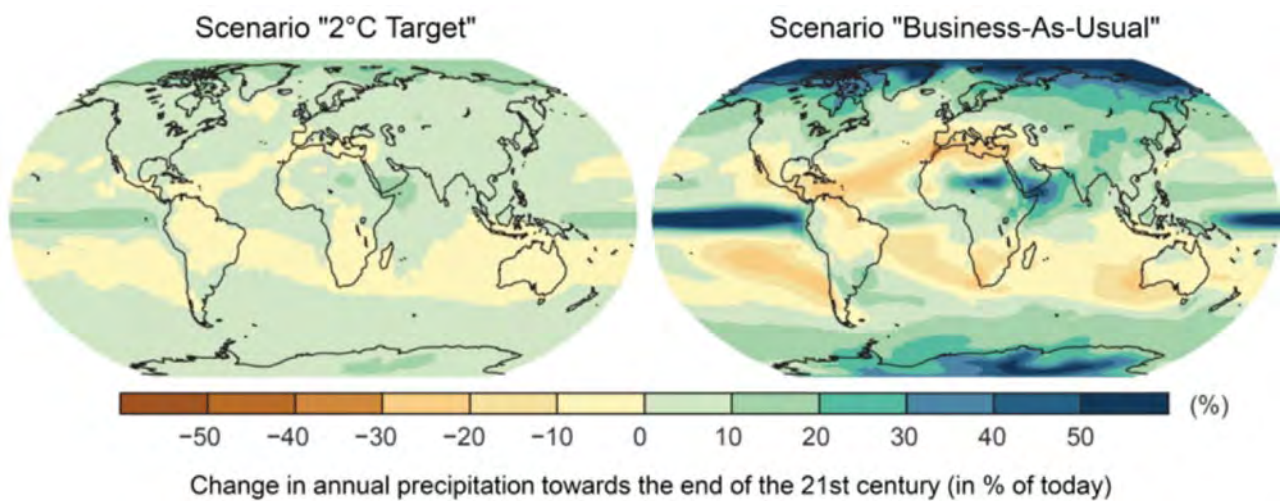 Scenario "2°C Target"
Scenario "Business-As-Usual"
−50 −40 −30 −20 −10 0 10 20 30 40 50 (%)
Change in annual precipitation towards the end of the 21st century (in % of today)